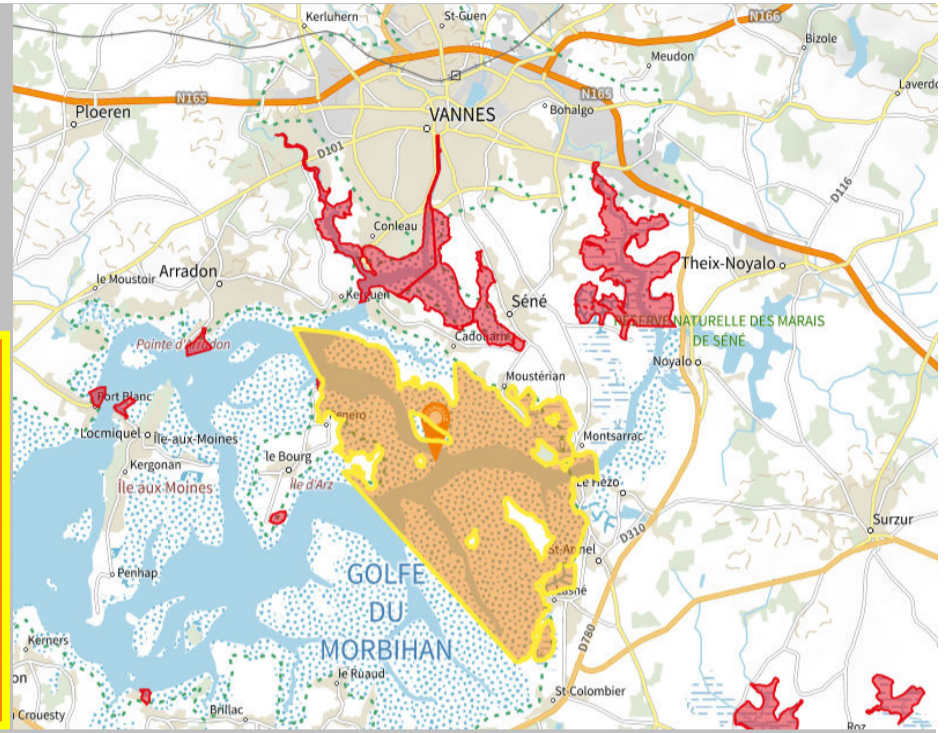 Kerluhern
St-Guen
N166
Bizole
Meudon
N165
N165
Laverdo
Ploeren
Bohalgo
VANNES
D101
D116
Conleau
Theix-Noyalo
le Moustoir
Arradon
Kerguen
Séné
RÉSERVE NATURELLE DES MARAIS
DE SÉNÉ
Pointe d'Arradon
Cadouarn
Noyalo
Moustérian
Port Blanc
Locmiquel
Île-aux-Moines
Montsarrac
le Bourg
Kergonan
Île aux Moines
Île d'Arz
Le Hézo
Surzur
D310
St-Armel
Penhap
GOLFE
DU
MORBIHAN
D780
Kerners
le Ruaud
on
St-Colombier
Crouesty
Brillac
Roz